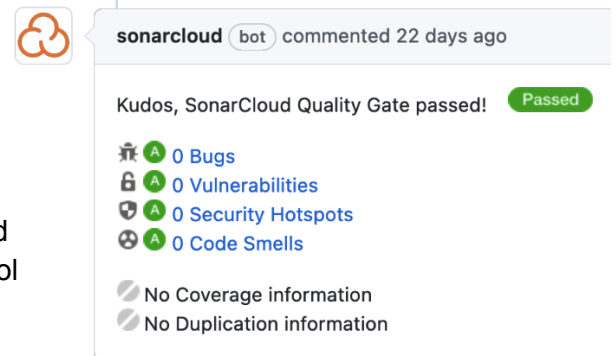 sonarcloud bot commented 22 days ago
Kudos, SonarCloud Quality Gate passed! Passed
A 0 Bugs
A 0 Vulnerabilities
A 0 Security Hotspots
A 0 Code Smells
d
ol
No Coverage information
No Duplication information